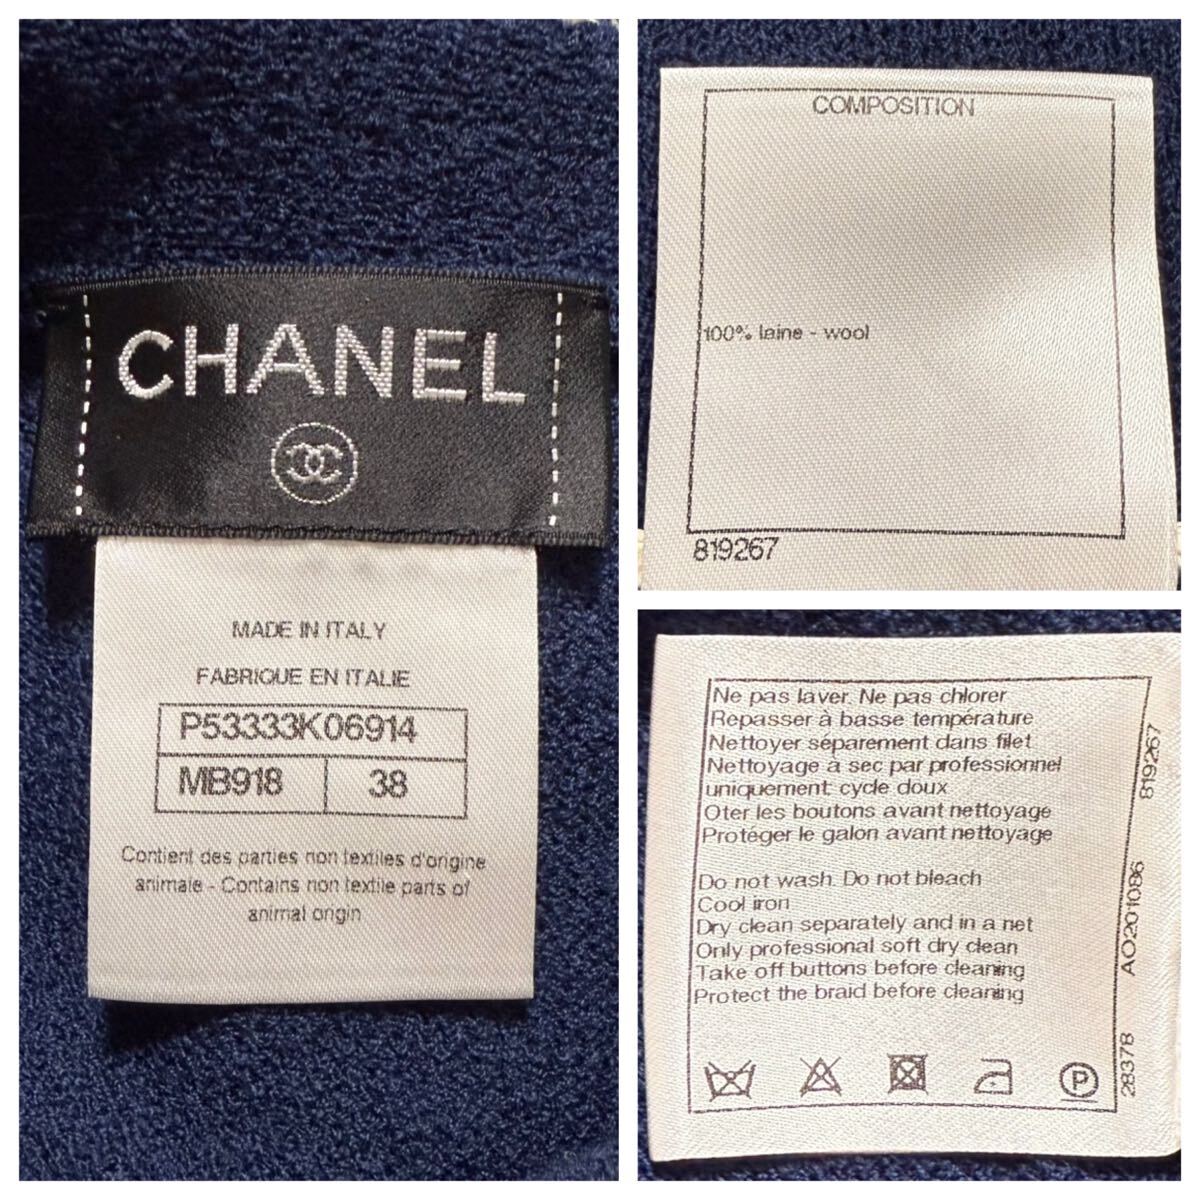 CHANEL
MADE IN ITALY
FABRIQUE EN ITALIE
P53333K06914
MB918 38
Contient des parties non textiles d'origine
animale - Contains non textile parts of
animal origin
COMPOSITION
100% laine - wool
819267
Ne pas laver. Ne pas chlorer
Repasser à basse température
Nettoyer séparement dans filet
Nettoyage à sec par professionnel
uniquement: cycle doux
Oter les boutons avant nettoyage
Protéger le galon avant nettoyage
Do not wash. Do not bleach
Cool iron
Dry clean separately and in a net
Only professional soft dry clean
Take off buttons before cleaning
Protect the braid before cleaning
P
28378 AO201086 819267